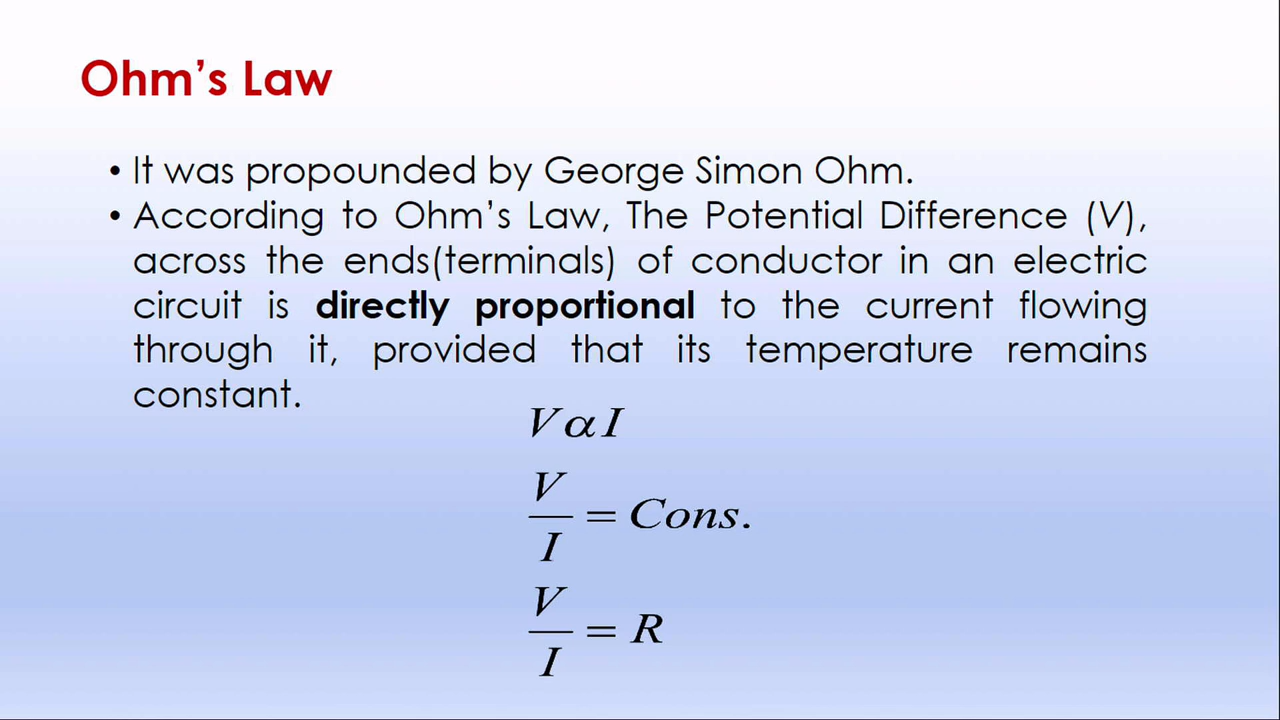 Ohm’s Law
• It was propounded by George Simon Ohm.
• According to Ohm’s Law, The Potential Difference (V),
across the ends(terminals) of conductor in an electric
circuit is directly proportional to the current flowing
through it, provided that its temperature remains
constant.
V α I
V/I = Cons.
V/I = R